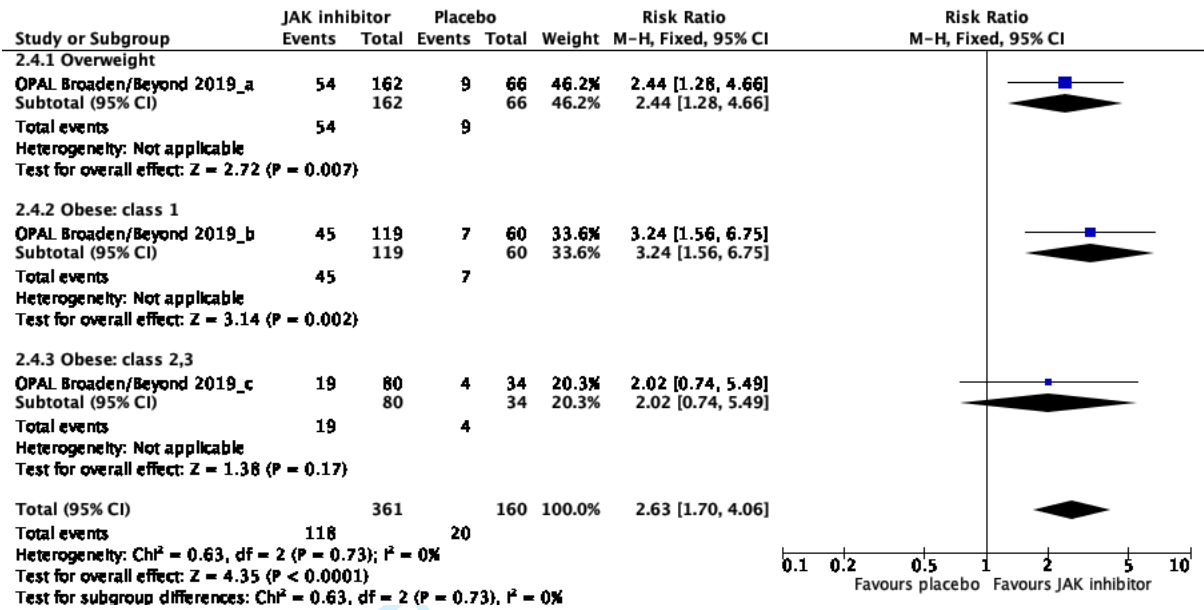 JAK inhibitor Placebo Risk Ratio Risk Ratio
Study or Subgroup Events Total Events Total Weight M-H, Fixed, 95% CI M-H, Fixed, 95% CI
2.4.1 Overweight
OPAL Broaden/Beyond 2019_a 54 162 9 66 46.2% 2.44 [1.28, 4.66]
Subtotal (95% CI) 162 66 46.2% 2.44 [1.28, 4.66]
Total events 54 9
Heterogeneity: Not applicable
Test for overall effect: Z = 2.72 (P = 0.007)
2.4.2 Obese: class 1
OPAL Broaden/Beyond 2019_b 45 119 7 60 33.6% 3.24 [1.56, 6.75]
Subtotal (95% CI) 119 60 33.6% 3.24 [1.56, 6.75]
Total events 45 7
Heterogeneity: Not applicable
Test for overall effect: Z = 3.14 (P = 0.002)
2.4.3 Obese: class 2,3
OPAL Broaden/Beyond 2019_c 19 80 4 34 20.3% 2.02 [0.74, 5.49]
Subtotal (95% CI) 80 34 20.3% 2.02 [0.74, 5.49]
Total events 19 4
Heterogeneity: Not applicable
Test for overall effect: Z = 1.38 (P = 0.17)
Total (95% CI) 361 160 100.0% 2.63 [1.70, 4.06]
Total events 118 20
Heterogeneity: Chi² = 0.63, df = 2 (P = 0.73); I² = 0%
Test for overall effect: Z = 4.35 (P < 0.0001)
Test for subgroup differences: Chi² = 0.63, df = 2 (P = 0.73), I² = 0%
0.1 0.2 0.5 1 2 5 10
Favours placebo Favours JAK inhibitor